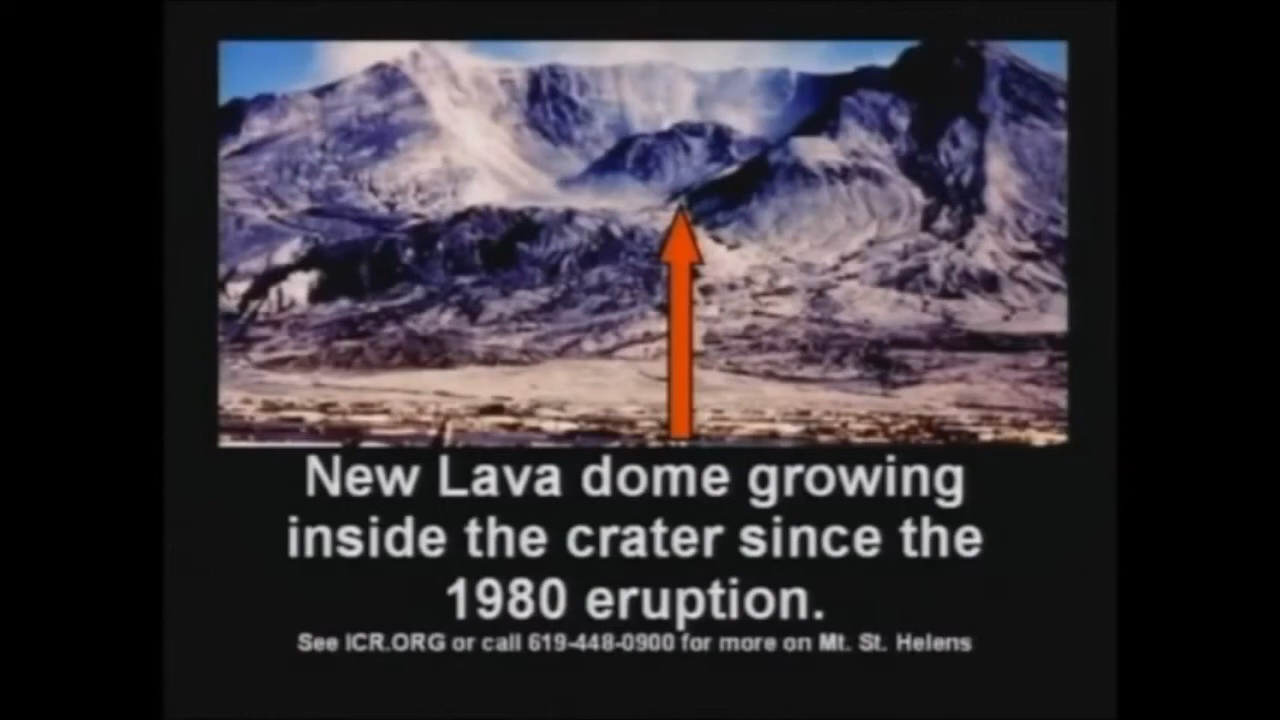 New Lava dome growing
inside the crater since the
1980 eruption.
See ICR.ORG or call 619-448-0900 for more on Mt. St. Helens